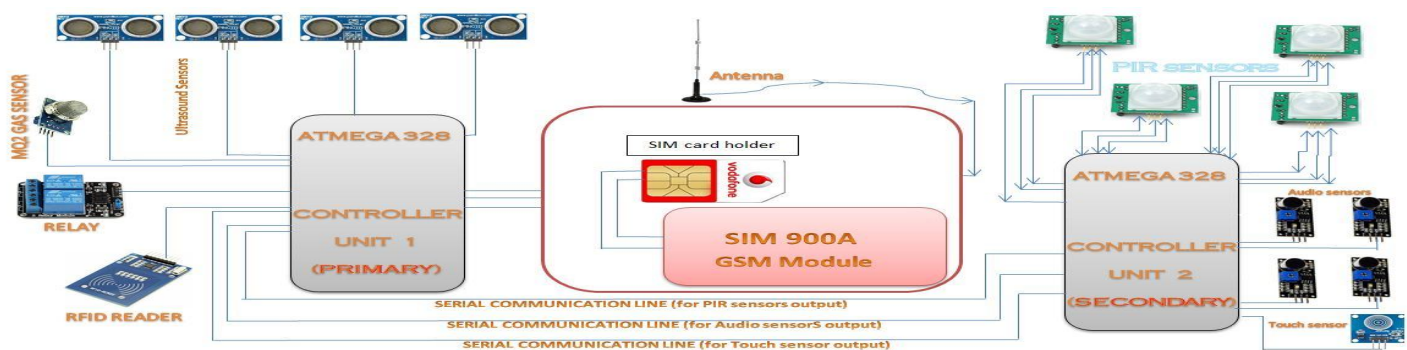 Ultrasound Sensors
MQ2 GAS SENSOR
RELAY
RFID READER
ATMEGA 328
CONTROLLER
UNIT 1
(PRIMARY)
Antenna
SIM card holder
vodafone
SIM 900A
GSM Module
SERIAL COMMUNICATION LINE (for PIR sensors output)
SERIAL COMMUNICATION LINE (for Audio sensorS output)
SERIAL COMMUNICATION LINE (for Touch sensor output)
PIR SENSORS
ATMEGA 328
CONTROLLER
UNIT 2
(SECONDARY)
Audio sensors
Touch sensor